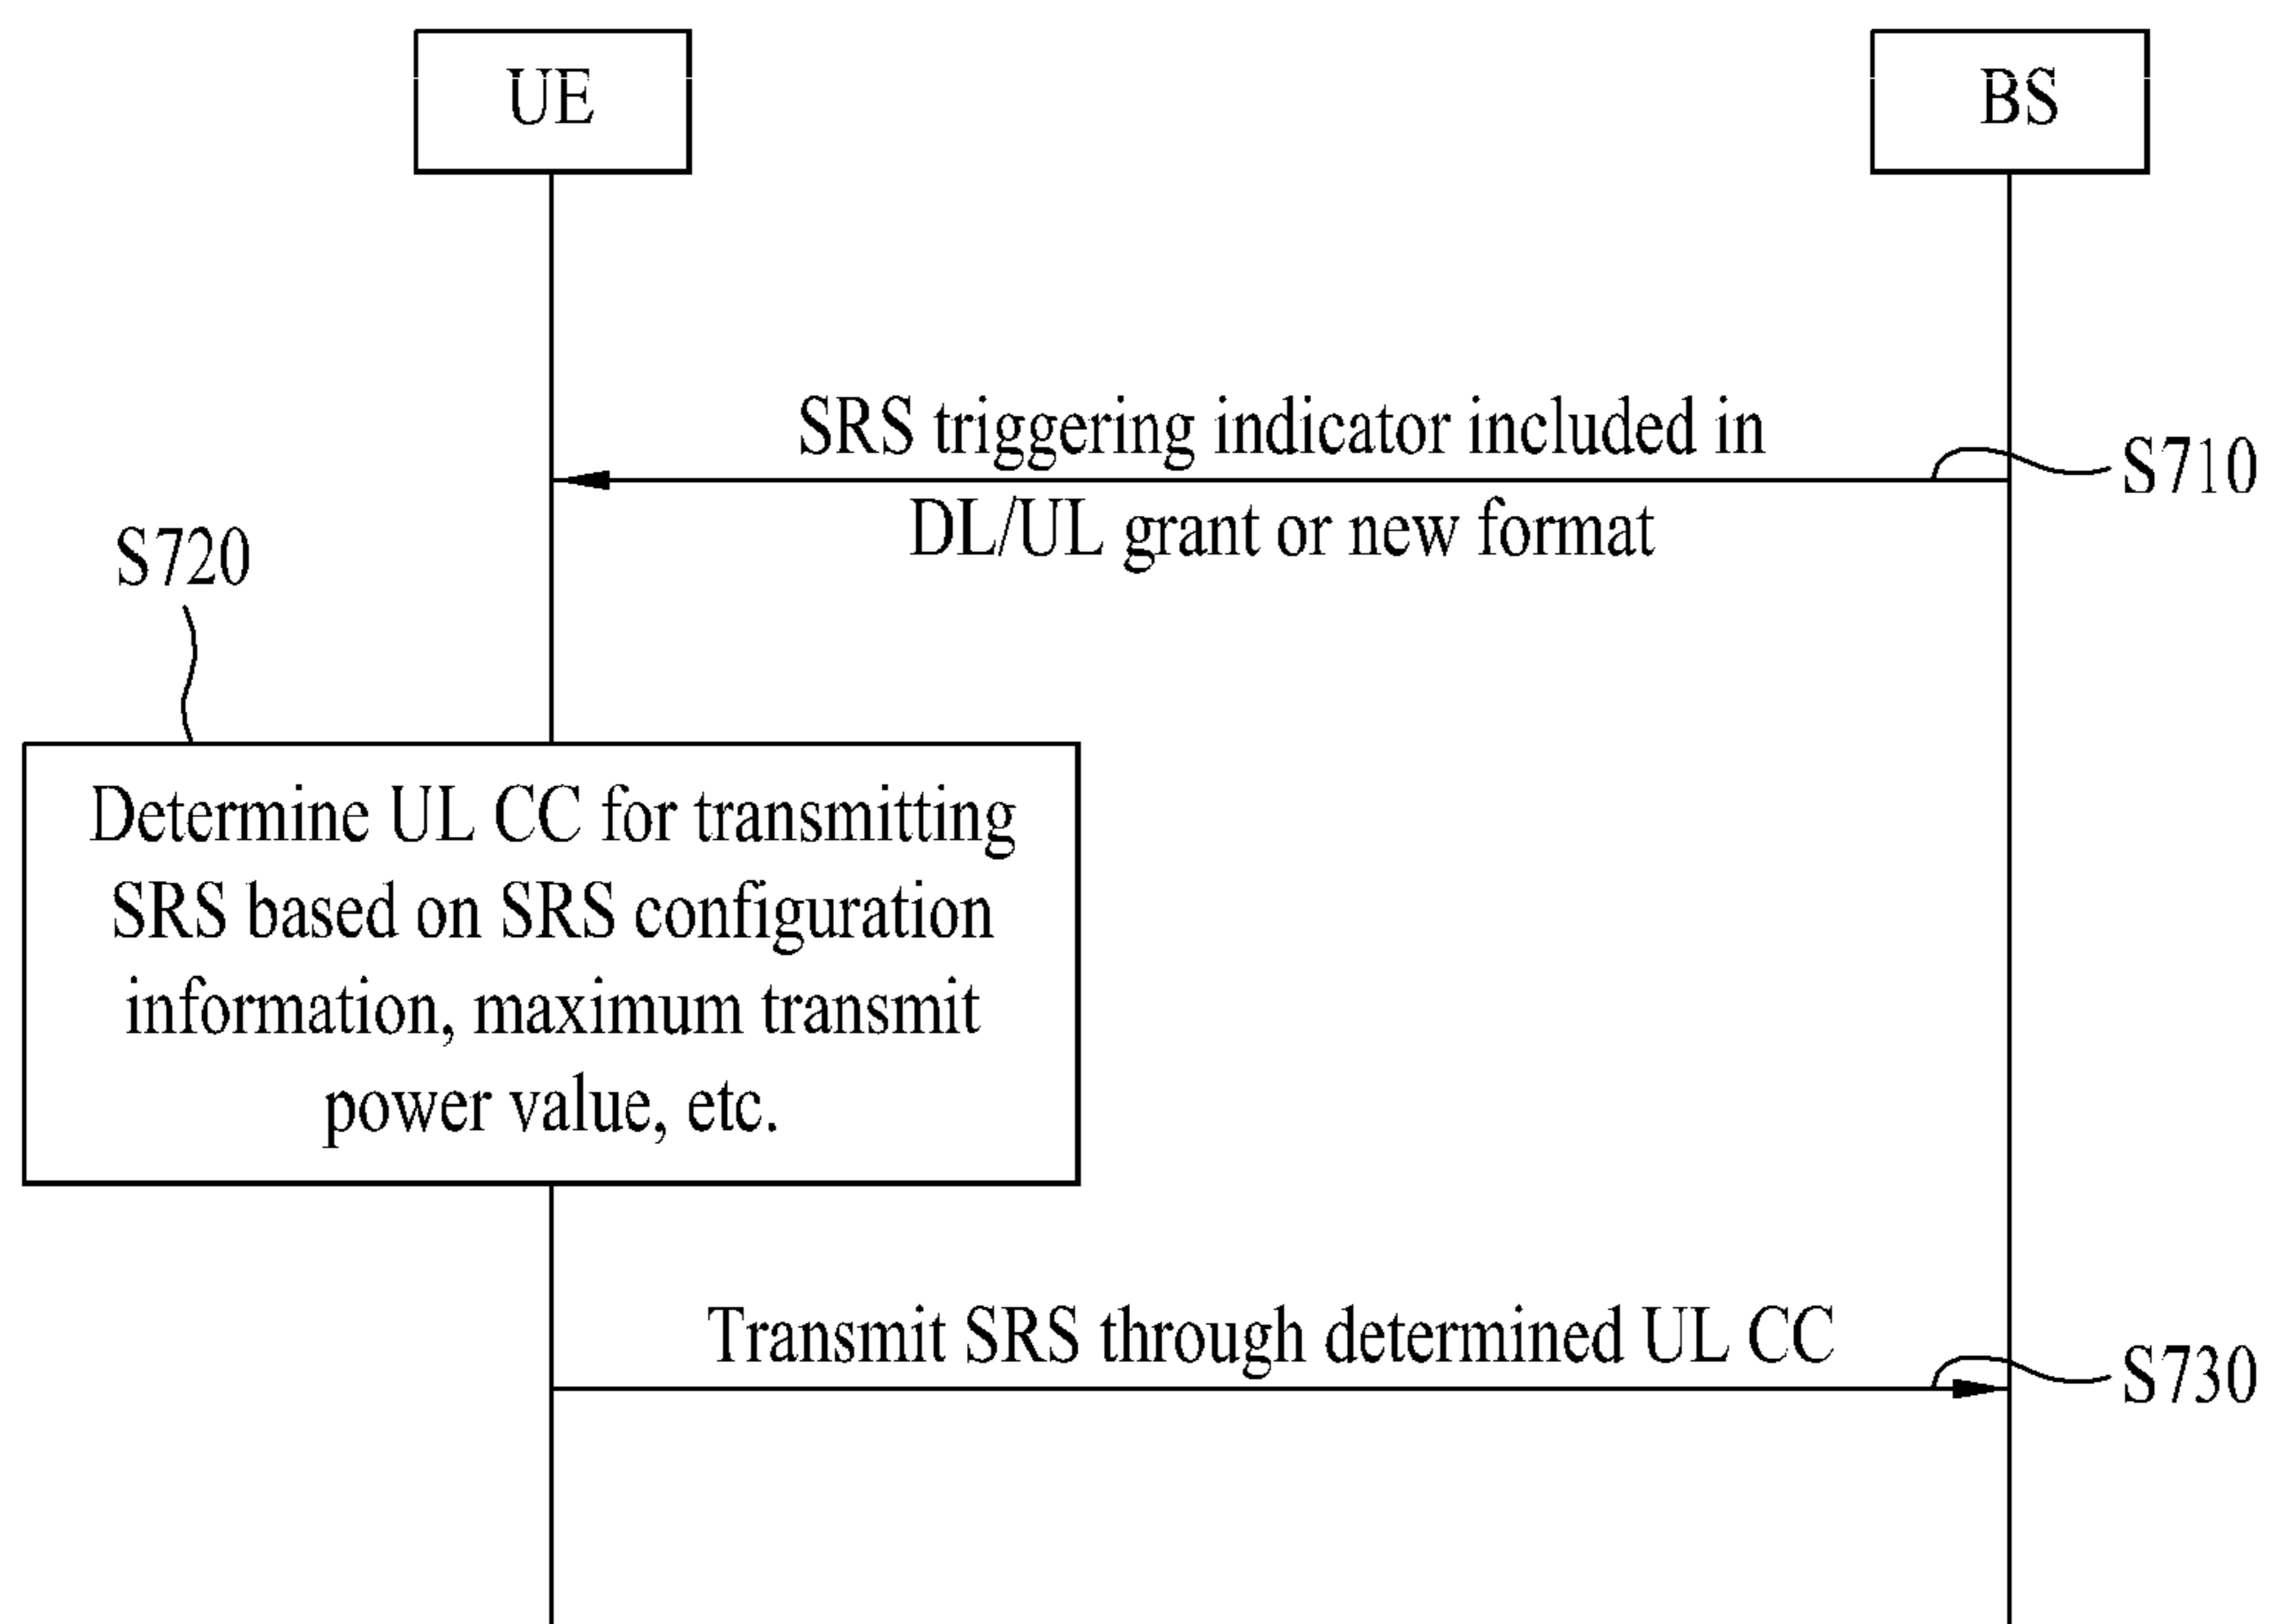 UE
BS
SRS triggering indicator included in
S710
DL/UL grant or new format
S720
Determine UL CC for transmitting
SRS based on SRS configuration
information, maximum transmit
power value, etc.
Transmit SRS through determined UL CC
S730